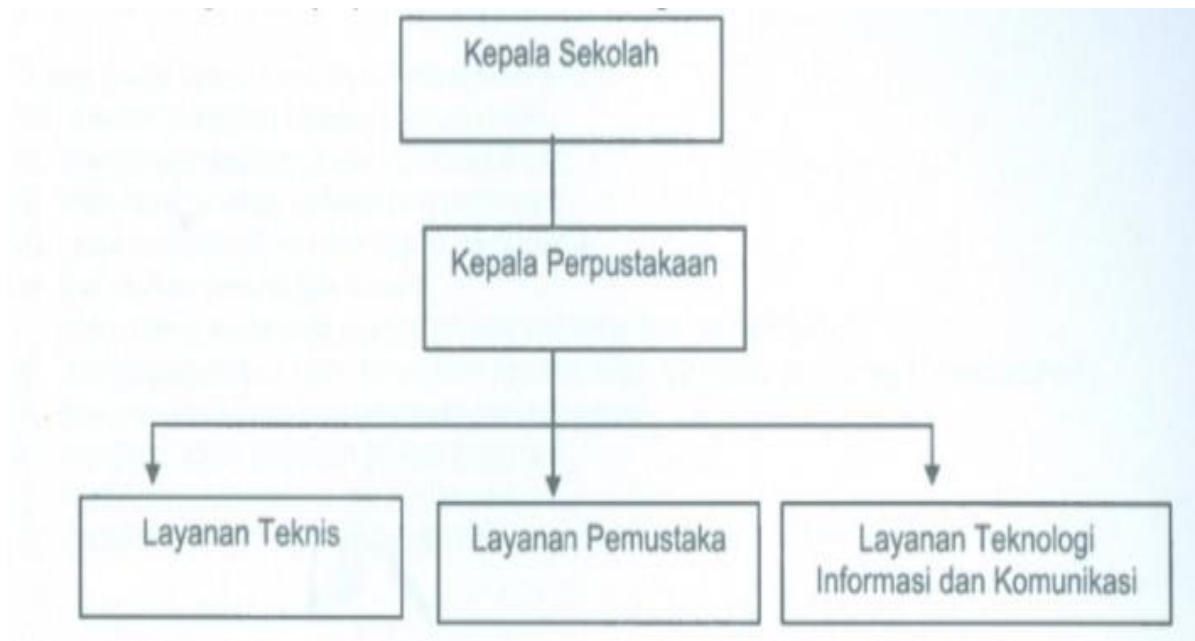 Kepala Sekolah
Kepala Perpustakaan
Layanan Teknis
Layanan Pemustaka
Layanan Teknologi
Informasi dan Komunikasi